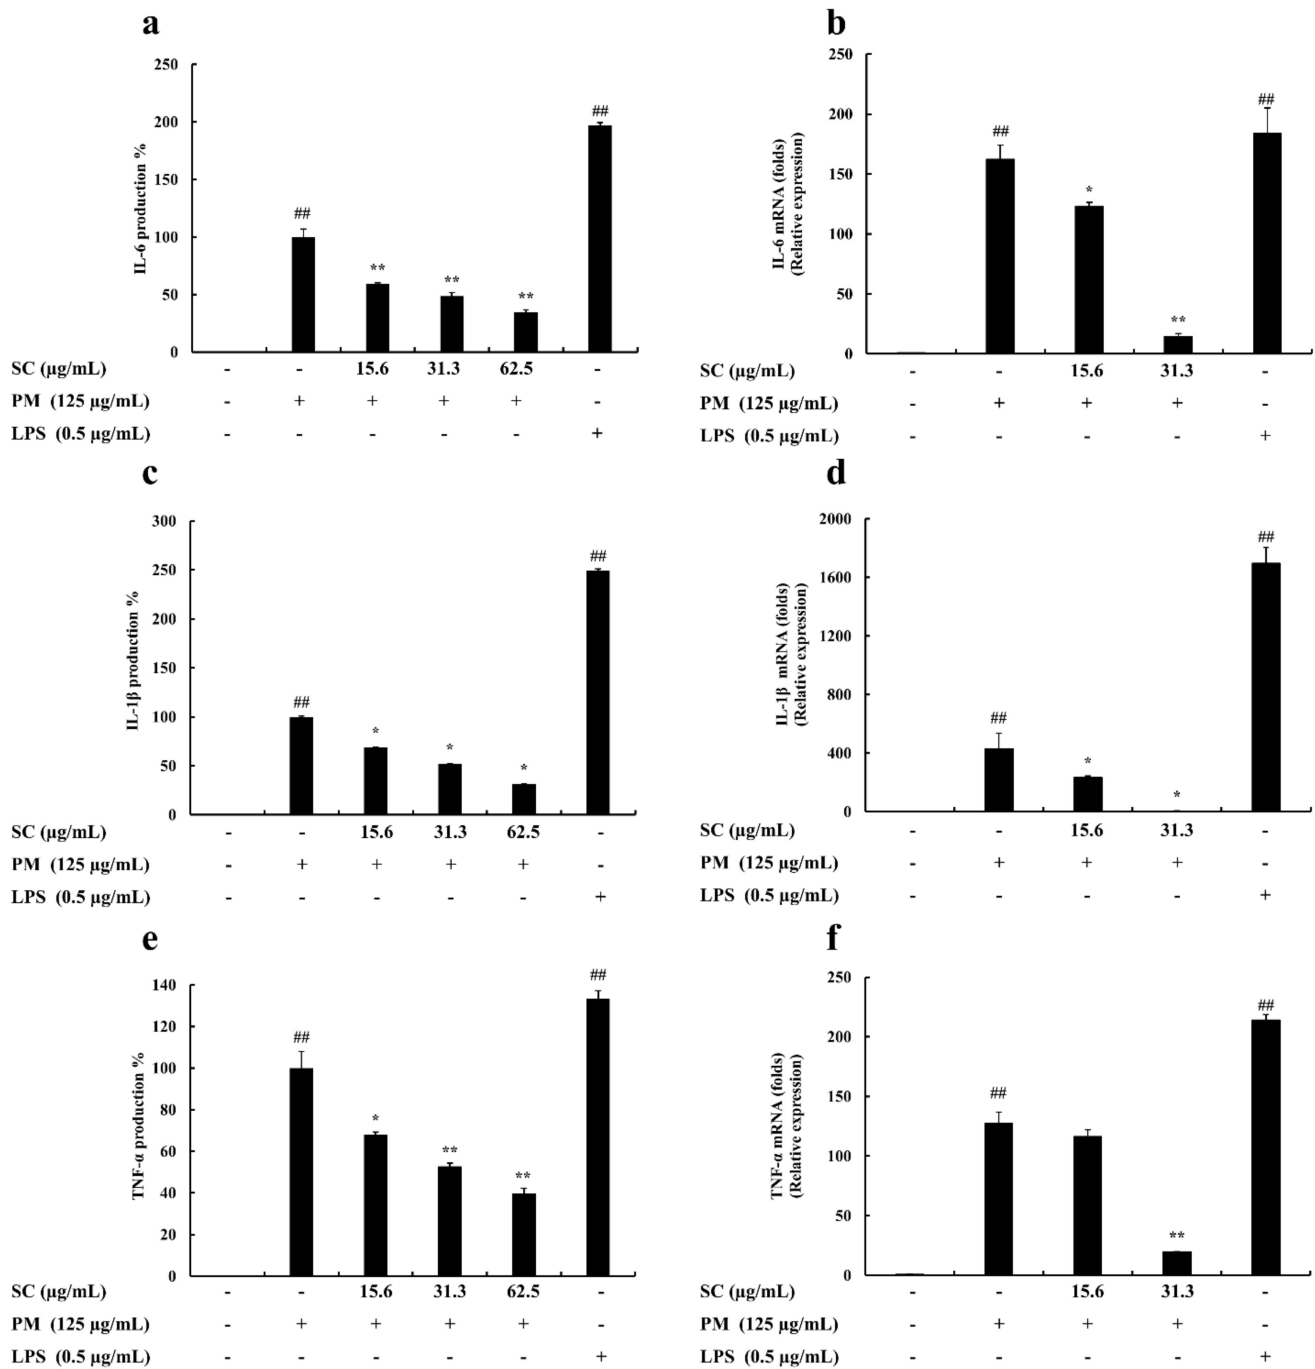 a
250
200
150
100
50
0
IL-6 production %
##
**
**
**
##
SC (µg/mL) - - 15.6 31.3 62.5 -
PM (125 µg/mL) - + + + + -
LPS (0.5 µg/mL) - - - - - +
b
250
200
150
100
50
0
IL-6 mRNA (folds)
(Relative expression)
##
*
**
##
SC (µg/mL) - - 15.6 31.3 -
PM (125 µg/mL) - + + + -
LPS (0.5 µg/mL) - - - - +
c
300
250
200
150
100
50
0
IL-1β production %
##
*
*
*
##
SC (µg/mL) - - 15.6 31.3 62.5 -
PM (125 µg/mL) - + + + + -
LPS (0.5 µg/mL) - - - - - +
d
2000
1600
1200
800
400
0
IL-1β mRNA (folds)
(Relative expression)
##
*
*
##
SC (µg/mL) - - 15.6 31.3 -
PM (125 µg/mL) - + + + -
LPS (0.5 µg/mL) - - - - +
e
140
120
100
80
60
40
20
0
TNF-α production %
##
*
**
**
##
SC (µg/mL) - - 15.6 31.3 62.5 -
PM (125 µg/mL) - + + + + -
LPS (0.5 µg/mL) - - - - - +
f
250
200
150
100
50
0
TNF-α mRNA (folds)
(Relative expression)
##
**
##
SC (µg/mL) - - 15.6 31.3 -
PM (125 µg/mL) - + + + -
LPS (0.5 µg/mL) - - - - +